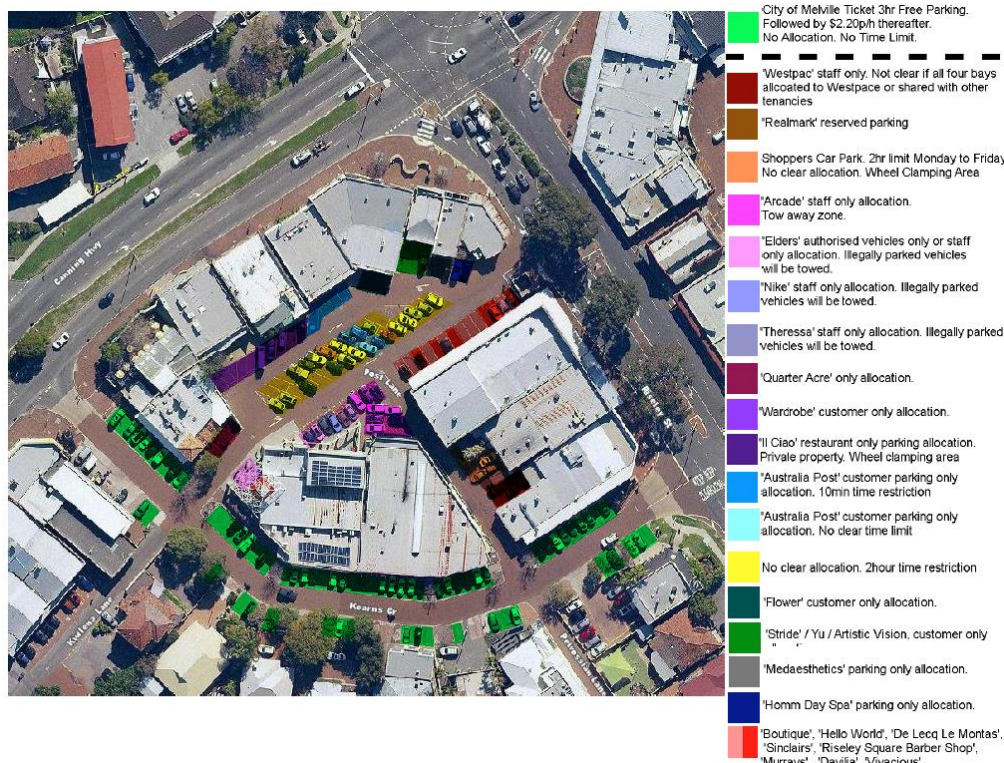 City of Melville Ticket 3hr Free Parking.
Followed by $2.20p/h thereafter.
No Allocation. No Time Limit.
'Westpac' staff only. Not clear if all four bays
allcoated to Westpace or shared with other
tenancies
'Realmark' reserved parking
Shoppers Car Park. 2hr limit Monday to Friday
No clear allocation. Wheel Clamping Area
'Arcade' staff only allocation.
Tow away zone.
'Elders' authorised vehicles only or staff
only allocation. Illegally parked vehicles
will be towed.
'Nike' staff only allocation. Illegally parked
vehicles will be towed.
'Theressa' staff only allocation. Illegally parked
vehicles will be towed.
'Quarter Acre' only allocation.
'Wardrobe' customer only allocation.
'Il Ciao' restaurant only parking allocation.
Private property. Wheel clamping area
'Australia Post' customer parking only
allocation. 10min time restriction
'Australia Post' customer parking only
allocation. No clear time limit
No clear allocation. 2hour time restriction
'Flower' customer only allocation.
'Stride' / Yu / Artistic Vision, customer only
'Medaesthetics' parking only allocation.
'Homm Day Spa' parking only allocation.
'Boutique', 'Hello World', 'De Lecq Le Montas',
'Sinclairs', 'Riseley Square Barber Shop',
'Murrays', 'Davilia', 'Vivacious'
Canning Hwy
Post Lane
Riseley St
KEEP CLEAR
Kearns Cr